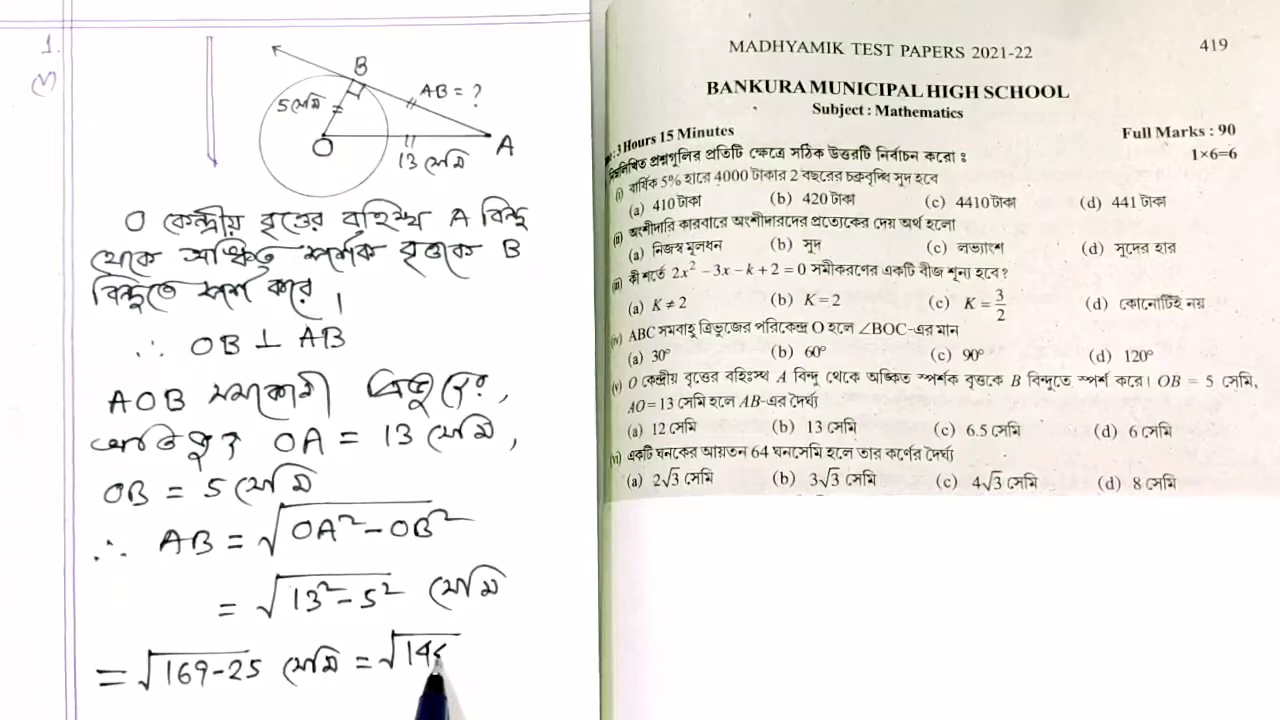 1.
(v)
B
5 সেমি
AB = ?
O
13 সেমি
A
O কেন্দ্রীয় বৃত্তের বহিঃস্থ A বিন্দু
থেকে অঙ্কিত স্পর্শক বৃত্তকে B
বিন্দুতে স্পর্শ করে।
∴ OB ⊥ AB
AOB সমকোণী ত্রিভুজের,
অতিভুজ OA = 13 সেমি,
OB = 5 সেমি
∴ AB = √OA² - OB²
= √13² - 5² সেমি
= √169-25 সেমি = √144
MADHYAMIK TEST PAPERS 2021-22
419
BANKURA MUNICIPAL HIGH SCHOOL
Subject : Mathematics
: 3 Hours 15 Minutes
Full Marks : 90
নিম্নলিখিত প্রশ্নগুলির প্রতিটি ক্ষেত্রে সঠিক উত্তরটি নির্বাচন করো ঃ
1×6=6
(i) বার্ষিক 5% হারে 4000 টাকার 2 বছরের চক্রবৃদ্ধি সুদ হবে
(a) 410 টাকা (b) 420 টাকা (c) 4410 টাকা (d) 441 টাকা
(ii) অংশীদারি কারবারে অংশীদারদের প্রত্যেকের দেয় অর্থ হলো
(a) নিজস্ব মূলধন (b) সুদ (c) লভ্যাংশ (d) সুদের হার
(iii) কী শর্তে 2x² – 3x – k + 2 = 0 সমীকরণের একটি বীজ শূন্য হবে?
(a) K ≠ 2 (b) K = 2 (c) K = 3/2 (d) কোনোটিই নয়
(iv) ABC সমবাহু ত্রিভুজের পরিকেন্দ্র O হলে ∠BOC-এর মান
(a) 30° (b) 60° (c) 90° (d) 120°
(v) O কেন্দ্রীয় বৃত্তের বহিঃস্থ A বিন্দু থেকে অঙ্কিত স্পর্শক বৃত্তকে B বিন্দুতে স্পর্শ করে। OB = 5 সেমি,
AO = 13 সেমি হলে AB-এর দৈর্ঘ্য
(a) 12 সেমি (b) 13 সেমি (c) 6.5 সেমি (d) 6 সেমি
(vi) একটি ঘনকের আয়তন 64 ঘনসেমি হলে তার কর্ণের দৈর্ঘ্য
(a) 2√3 সেমি (b) 3√3 সেমি (c) 4√3 সেমি (d) 8 সেমি